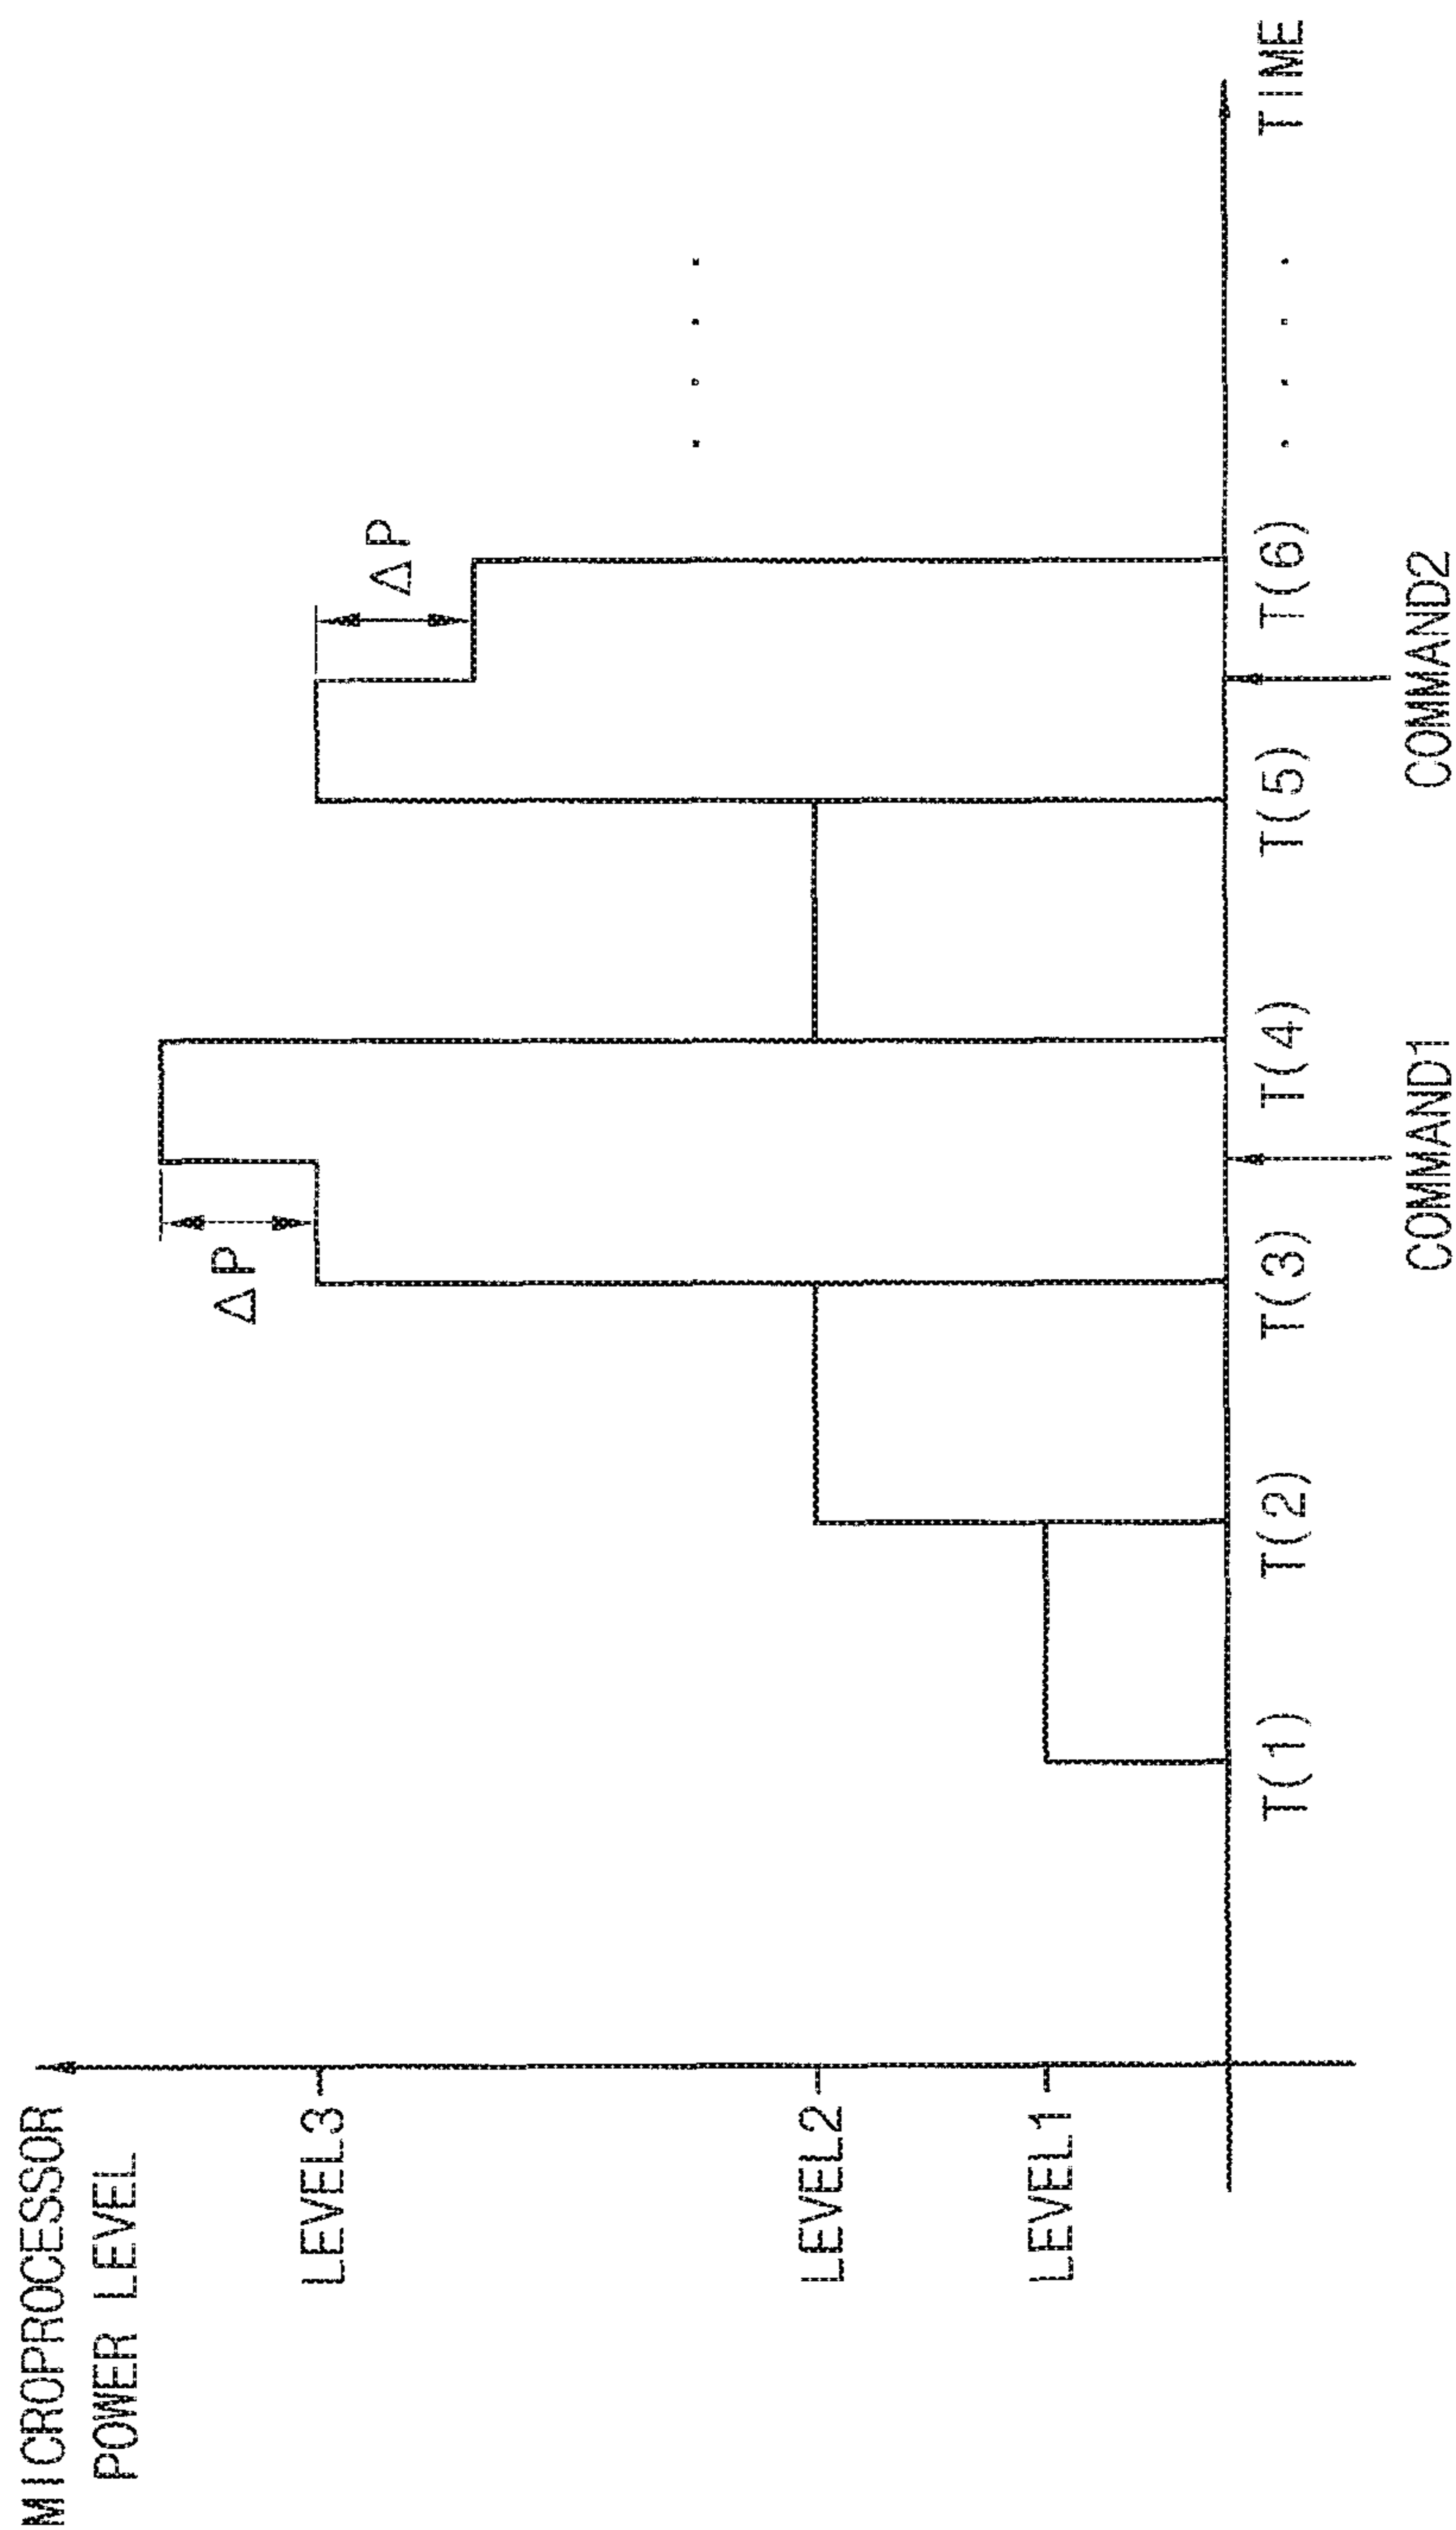 MICROPROCESSOR
POWER LEVEL
ΔP
ΔP
LEVEL3
LEVEL2
LEVEL1
T(1) T(2) T(3) T(4) T(5) T(6) TIME
COMMAND1 COMMAND2